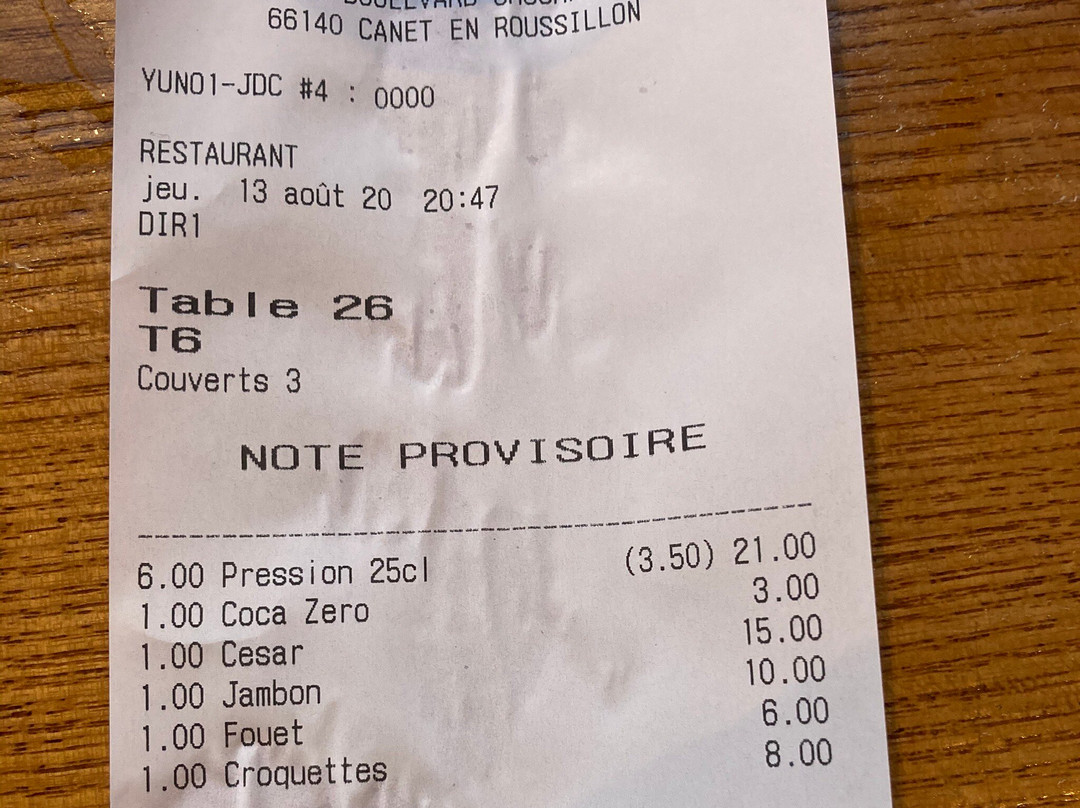 BOULEVARD
66140 CANET EN ROUSSILLON
YUNO1-JDC #4 : 0000
RESTAURANT
jeu. 13 août 20 20:47
DIR1
Table 26
T6
Couverts 3
NOTE PROVISOIRE
6.00 Pression 25cl (3.50) 21.00
1.00 Coca Zero 3.00
1.00 Cesar 15.00
1.00 Jambon 10.00
1.00 Fouet 6.00
1.00 Croquettes 8.00